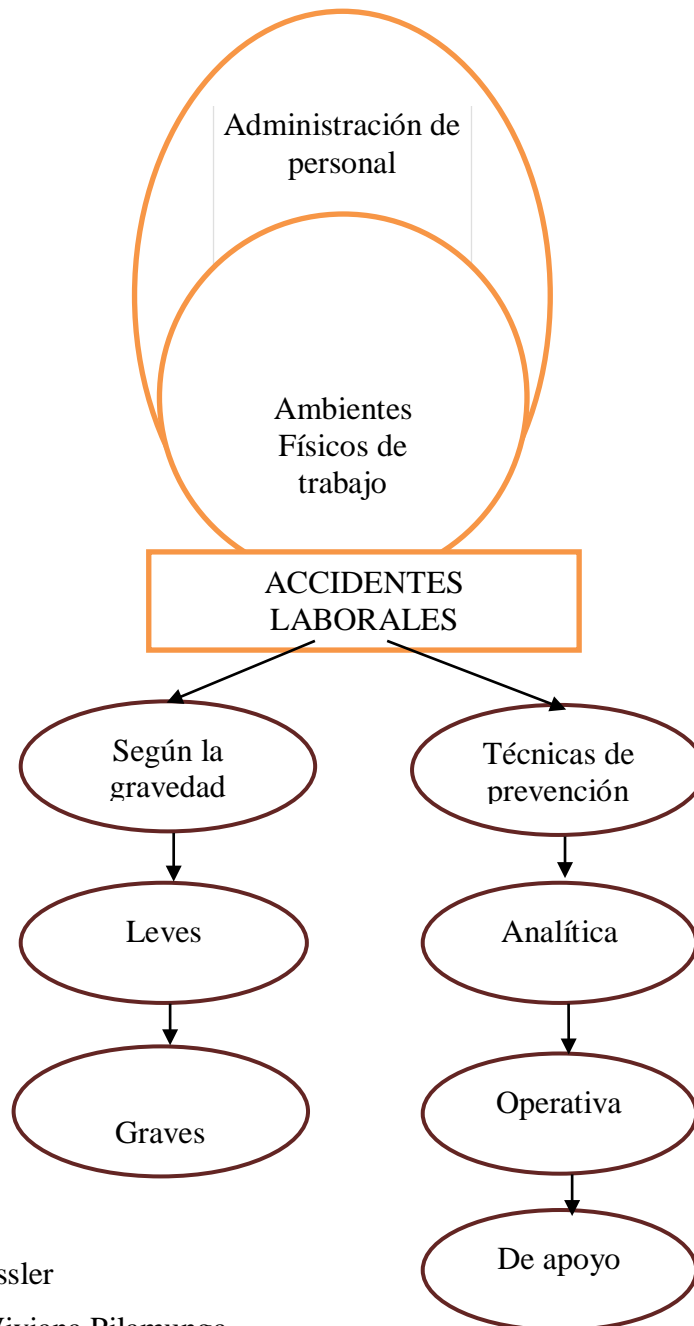 Administración de
personal
Ambientes
Físicos de
trabajo
ACCIDENTES
LABORALES
Según la
gravedad
Técnicas de
prevención
Leves
Analítica
Graves
Operativa
De apoyo